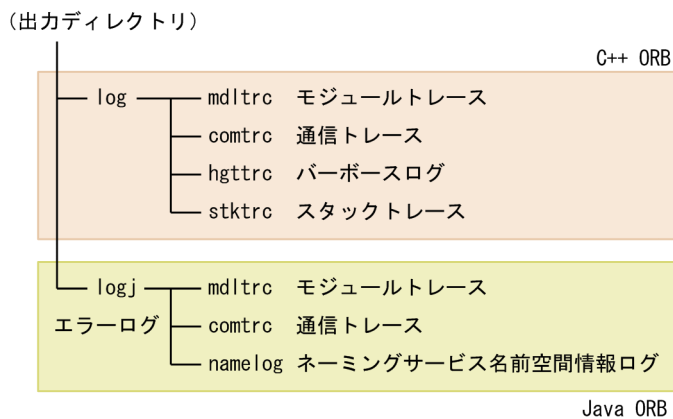 (出力ディレクトリ)
C++ ORB
log mdltrc モジュールトレース
comtrc 通信トレース
hgttrc バーボースログ
stktrc スタックトレース
logj mdltrc モジュールトレース
エラーログ comtrc 通信トレース
namelog ネーミングサービス名前空間情報ログ
Java ORB